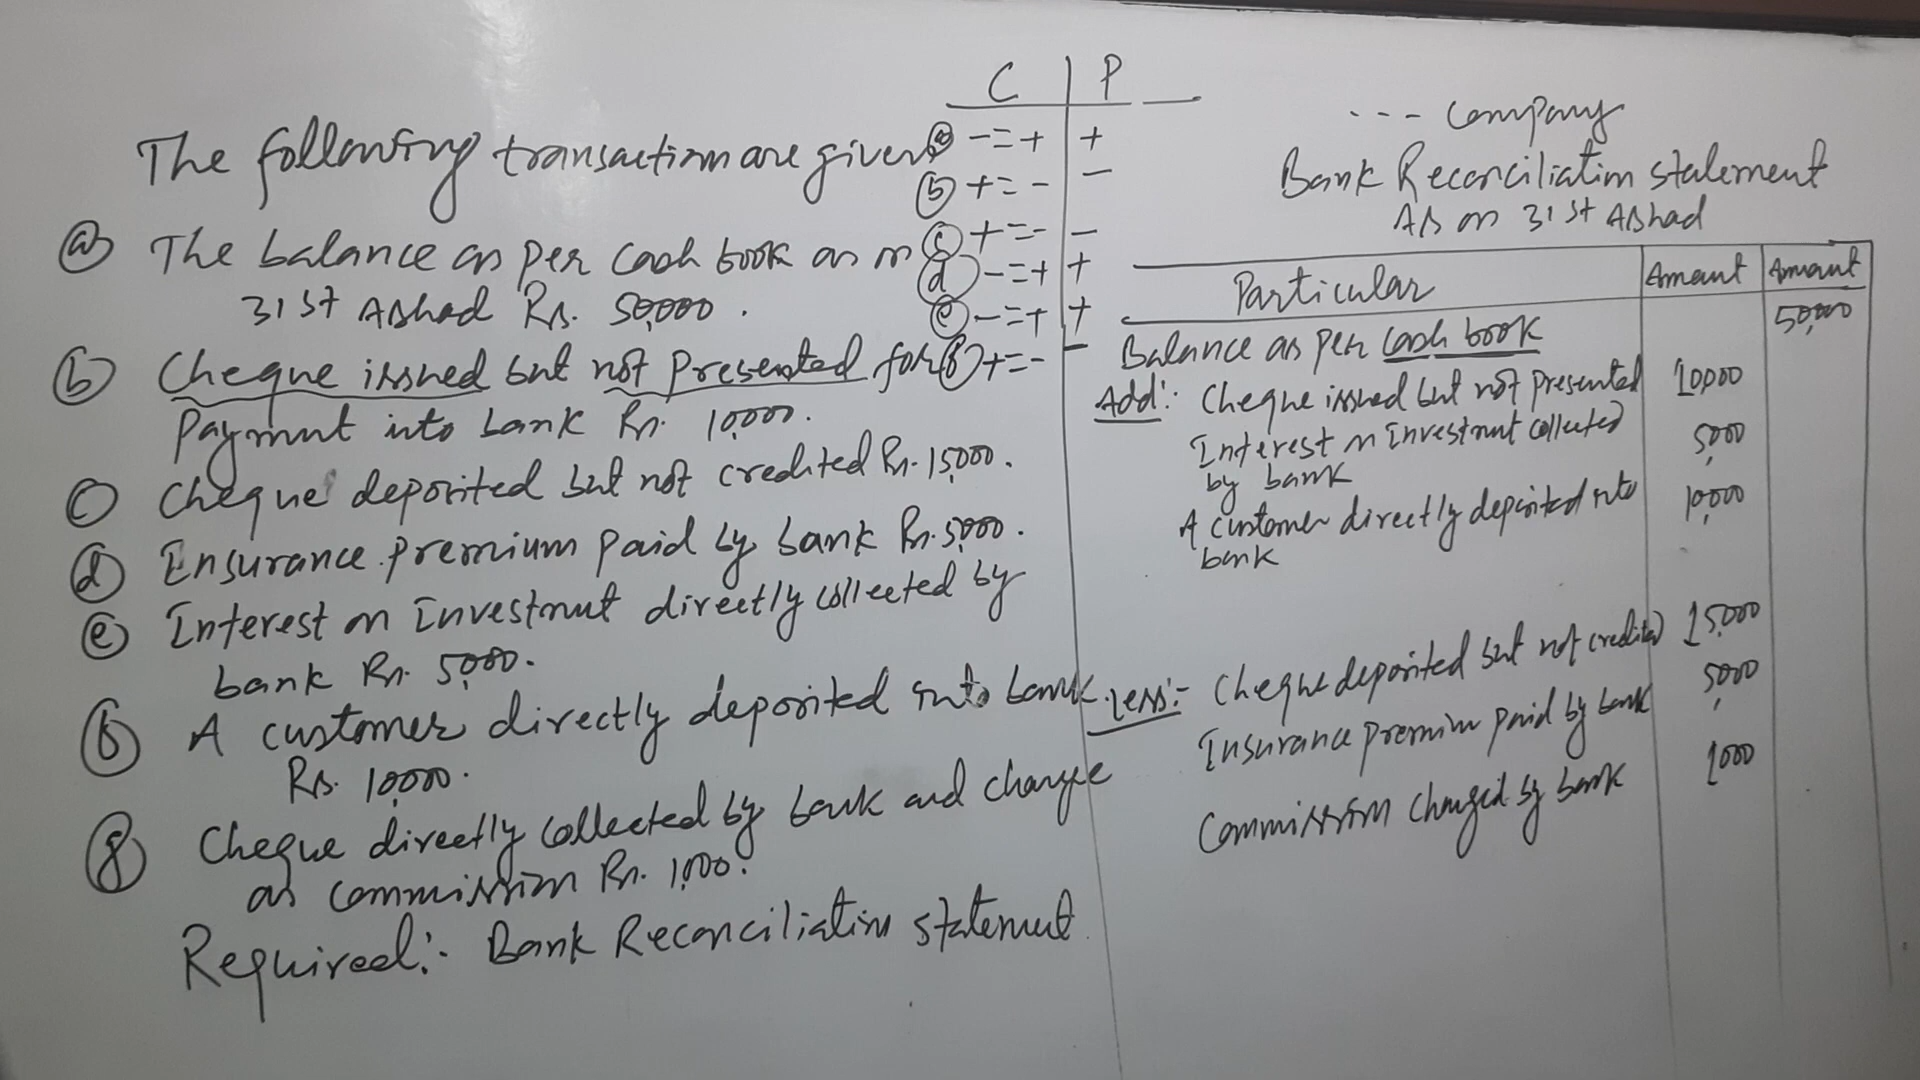 The following transaction are given
ⓐ The balance as per cash book as on
31st Ashad Rs. 50,000.
ⓑ Cheque issued but not presented for
Payment into bank Rs. 10,000.
ⓒ Cheque deposited but not credited Rs. 15,000.
ⓓ Insurance premium paid by bank Rs. 5,000.
ⓔ Interest on Investment directly collected by
bank Rs. 5,000.
ⓕ A customer directly deposited into bank
Rs. 10,000.
ⓖ Cheque directly collected by bank and charge
as commission Rs. 1,000.
Required:- Bank Reconciliation statement
C | P
ⓐ -=+ +
ⓑ +=- -
ⓒ +=- -
ⓓ -=+ +
ⓔ -=+ +
ⓕ +=- -
--- Company
Bank Reconciliation statement
As on 31st Ashad
Particular Amount Amount
Balance as per cash book 50,000
Add:- Cheque issued but not presented 10,000
Interest on Investment collected 5,000
by bank
A customer directly deposited into 10,000
bank
Less:- Cheque deposited but not credited 15,000
Insurance premium paid by bank 5,000
Commission charged by bank 1000